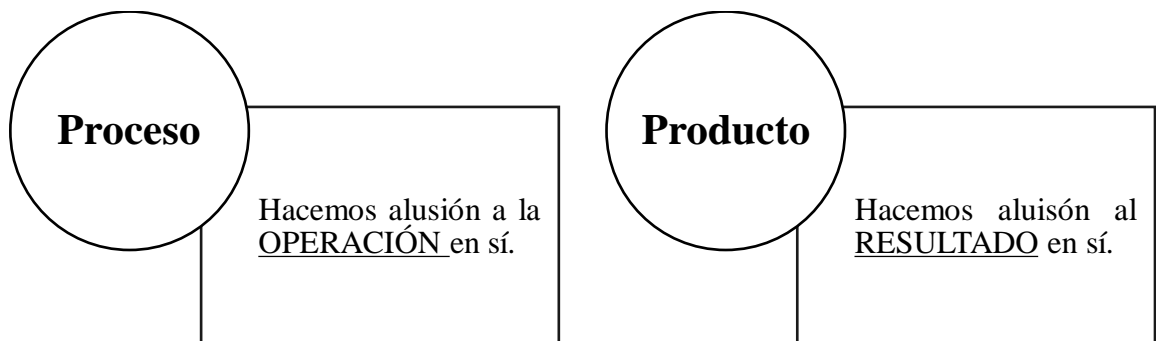 Proceso
Hacemos alusión a la
OPERACIÓN en sí.
Producto
Hacemos aluisón al
RESULTADO en sí.